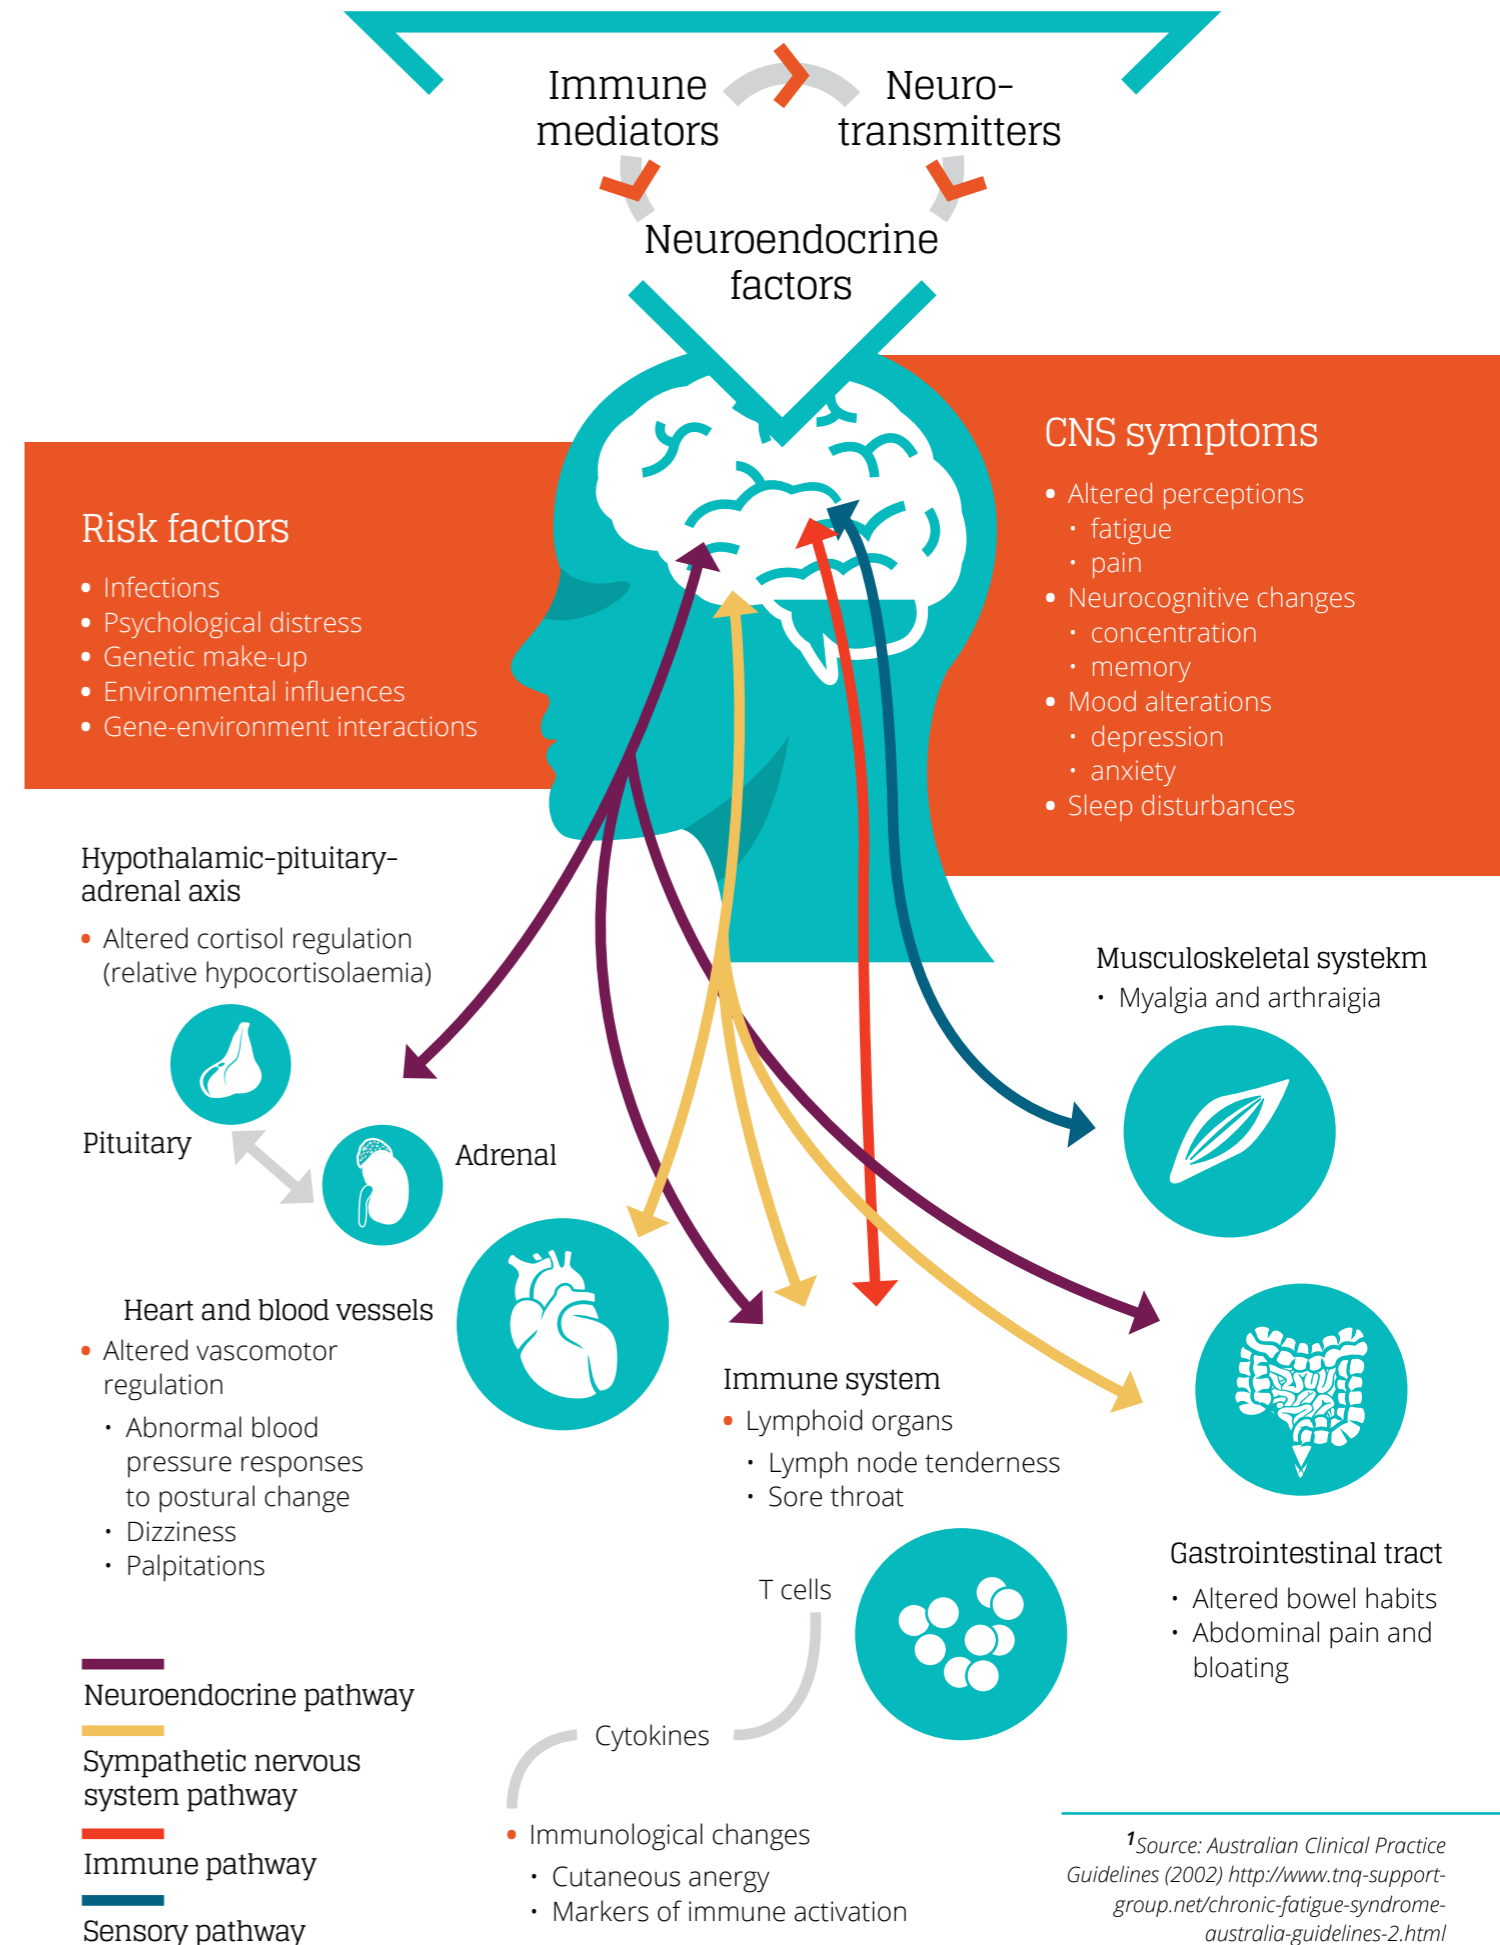 Immune
mediators
Neuro-
transmitters
Neuroendocrine
factors
CNS symptoms
• Altered perceptions
· fatigue
· pain
• Neurocognitive changes
· concentration
· memory
• Mood alterations
· depression
· anxiety
• Sleep disturbances
Risk factors
• Infections
• Psychological distress
• Genetic make-up
• Environmental influences
• Gene-environment interactions
Hypothalamic-pituitary-
adrenal axis
• Altered cortisol regulation
(relative hypocortisolaemia)
Pituitary
Adrenal
Musculoskeletal systekm
· Myalgia and arthraigia
Heart and blood vessels
• Altered vascomotor
regulation
· Abnormal blood
pressure responses
to postural change
· Dizziness
· Palpitations
Immune system
• Lymphoid organs
· Lymph node tenderness
· Sore throat
T cells
Cytokines
• Immunological changes
· Cutaneous anergy
· Markers of immune activation
Gastrointestinal tract
· Altered bowel habits
· Abdominal pain and
bloating
Neuroendocrine pathway
Sympathetic nervous
system pathway
Immune pathway
Sensory pathway
1Source: Australian Clinical Practice
Guidelines (2002) http://www.tnq-support-
group.net/chronic-fatigue-syndrome-
australia-guidelines-2.html